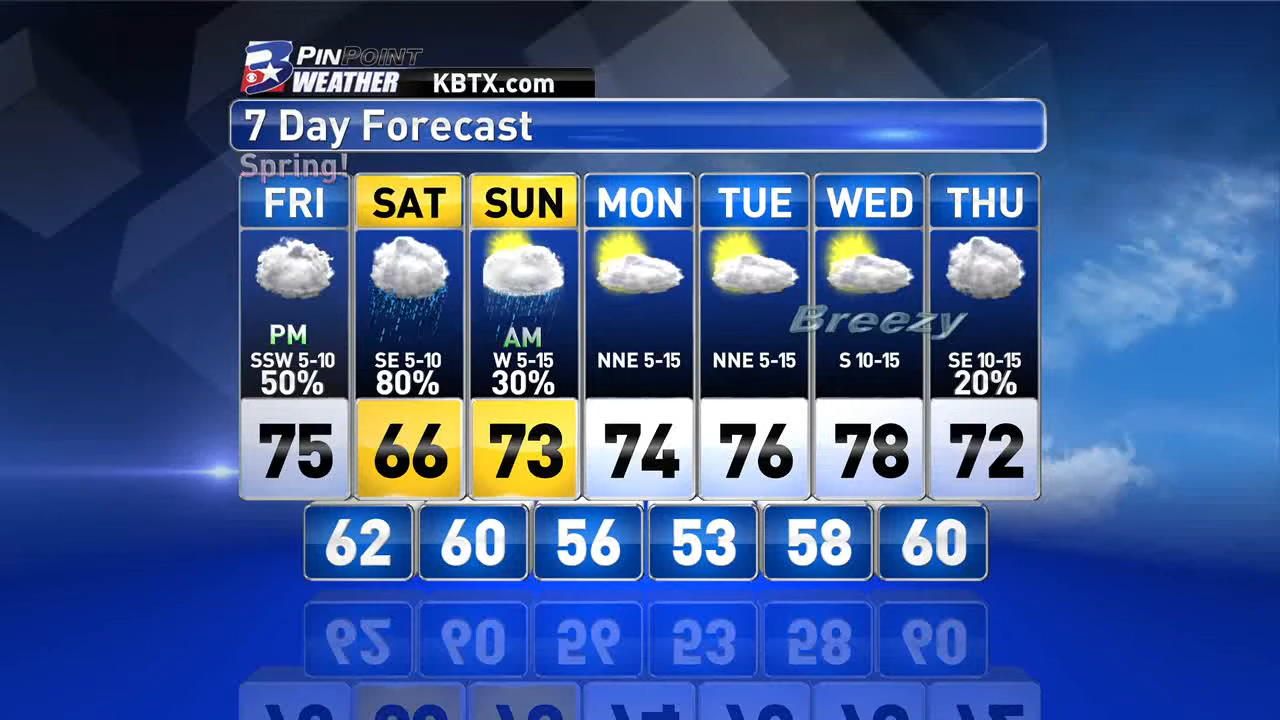 PINPOINT
WEATHER KBTX.com
7 Day Forecast
Spring!
FRI SAT SUN MON TUE WED THU
Breezy
PM AM
SSW 5-10 SE 5-10 W 5-15 NNE 5-15 NNE 5-15 S 10-15 SE 10-15
50% 80% 30% 20%
75 66 73 74 76 78 72
62 60 56 53 58 60